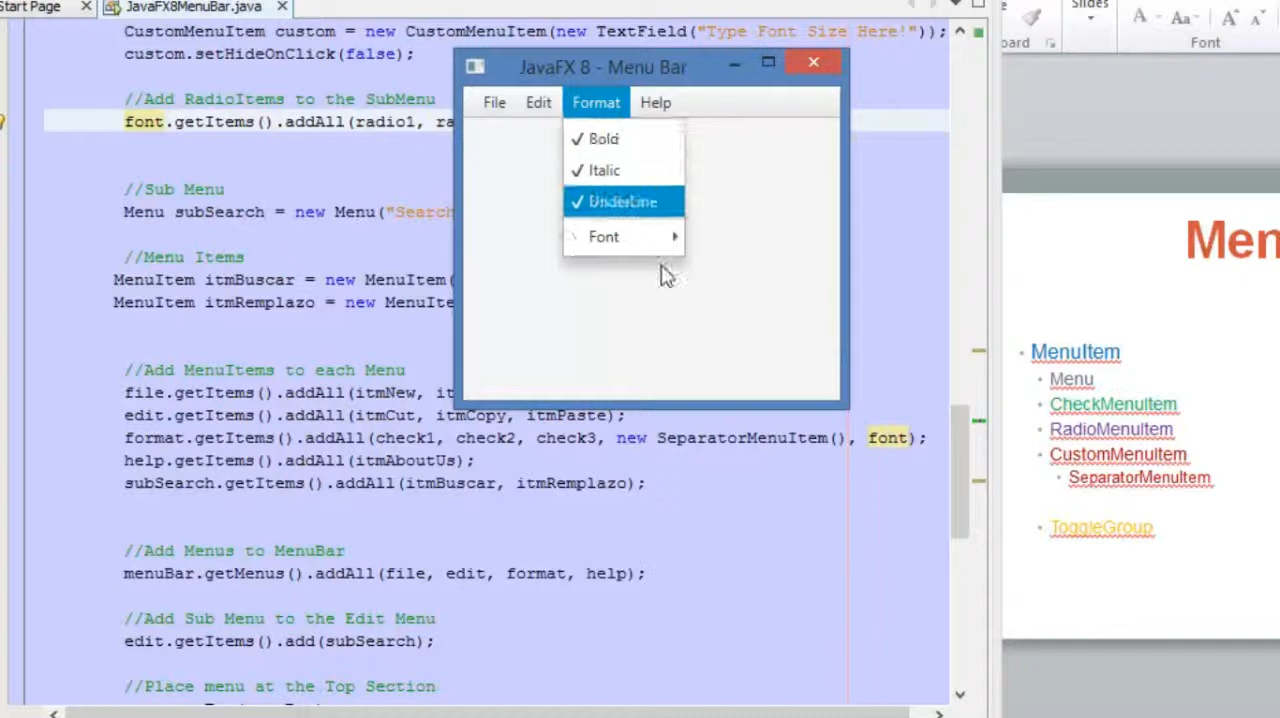 Start Page
JavaFX8MenuBar.java
CustomMenuItem custom = new CustomMenuItem(new TextField("Type Font Size Here!"));
custom.setHideOnClick(false);
//Add RadioItems to the SubMenu
font.getItems().addAll(radio1,
//Sub Menu
Menu subSearch = new Menu("Search
//Menu Items
MenuItem itmBuscar = new MenuItem(
MenuItem itmRemplazo = new MenuIte
//Add MenuItems to each Menu
file.getItems().addAll(itmNew,
edit.getItems().addAll(itmCut, itmCopy, itmPaste);
format.getItems().addAll(check1, check2, check3, new SeparatorMenuItem(), font);
help.getItems().addAll(itmAboutUs);
subSearch.getItems().addAll(itmBuscar, itmRemplazo);
//Add Menus to MenuBar
menuBar.getMenus().addAll(file, edit, format, help);
//Add Sub Menu to the Edit Menu
edit.getItems().add(subSearch);
//Place menu at the Top Section
JavaFX 8 - Menu Bar
File Edit Format Help
Bold
Italic
UnderLine
Font
Slides
Font
Men
MenuItem
Menu
CheckMenuItem
RadioMenuItem
CustomMenuItem
SeparatorMenuItem
ToggleGroup